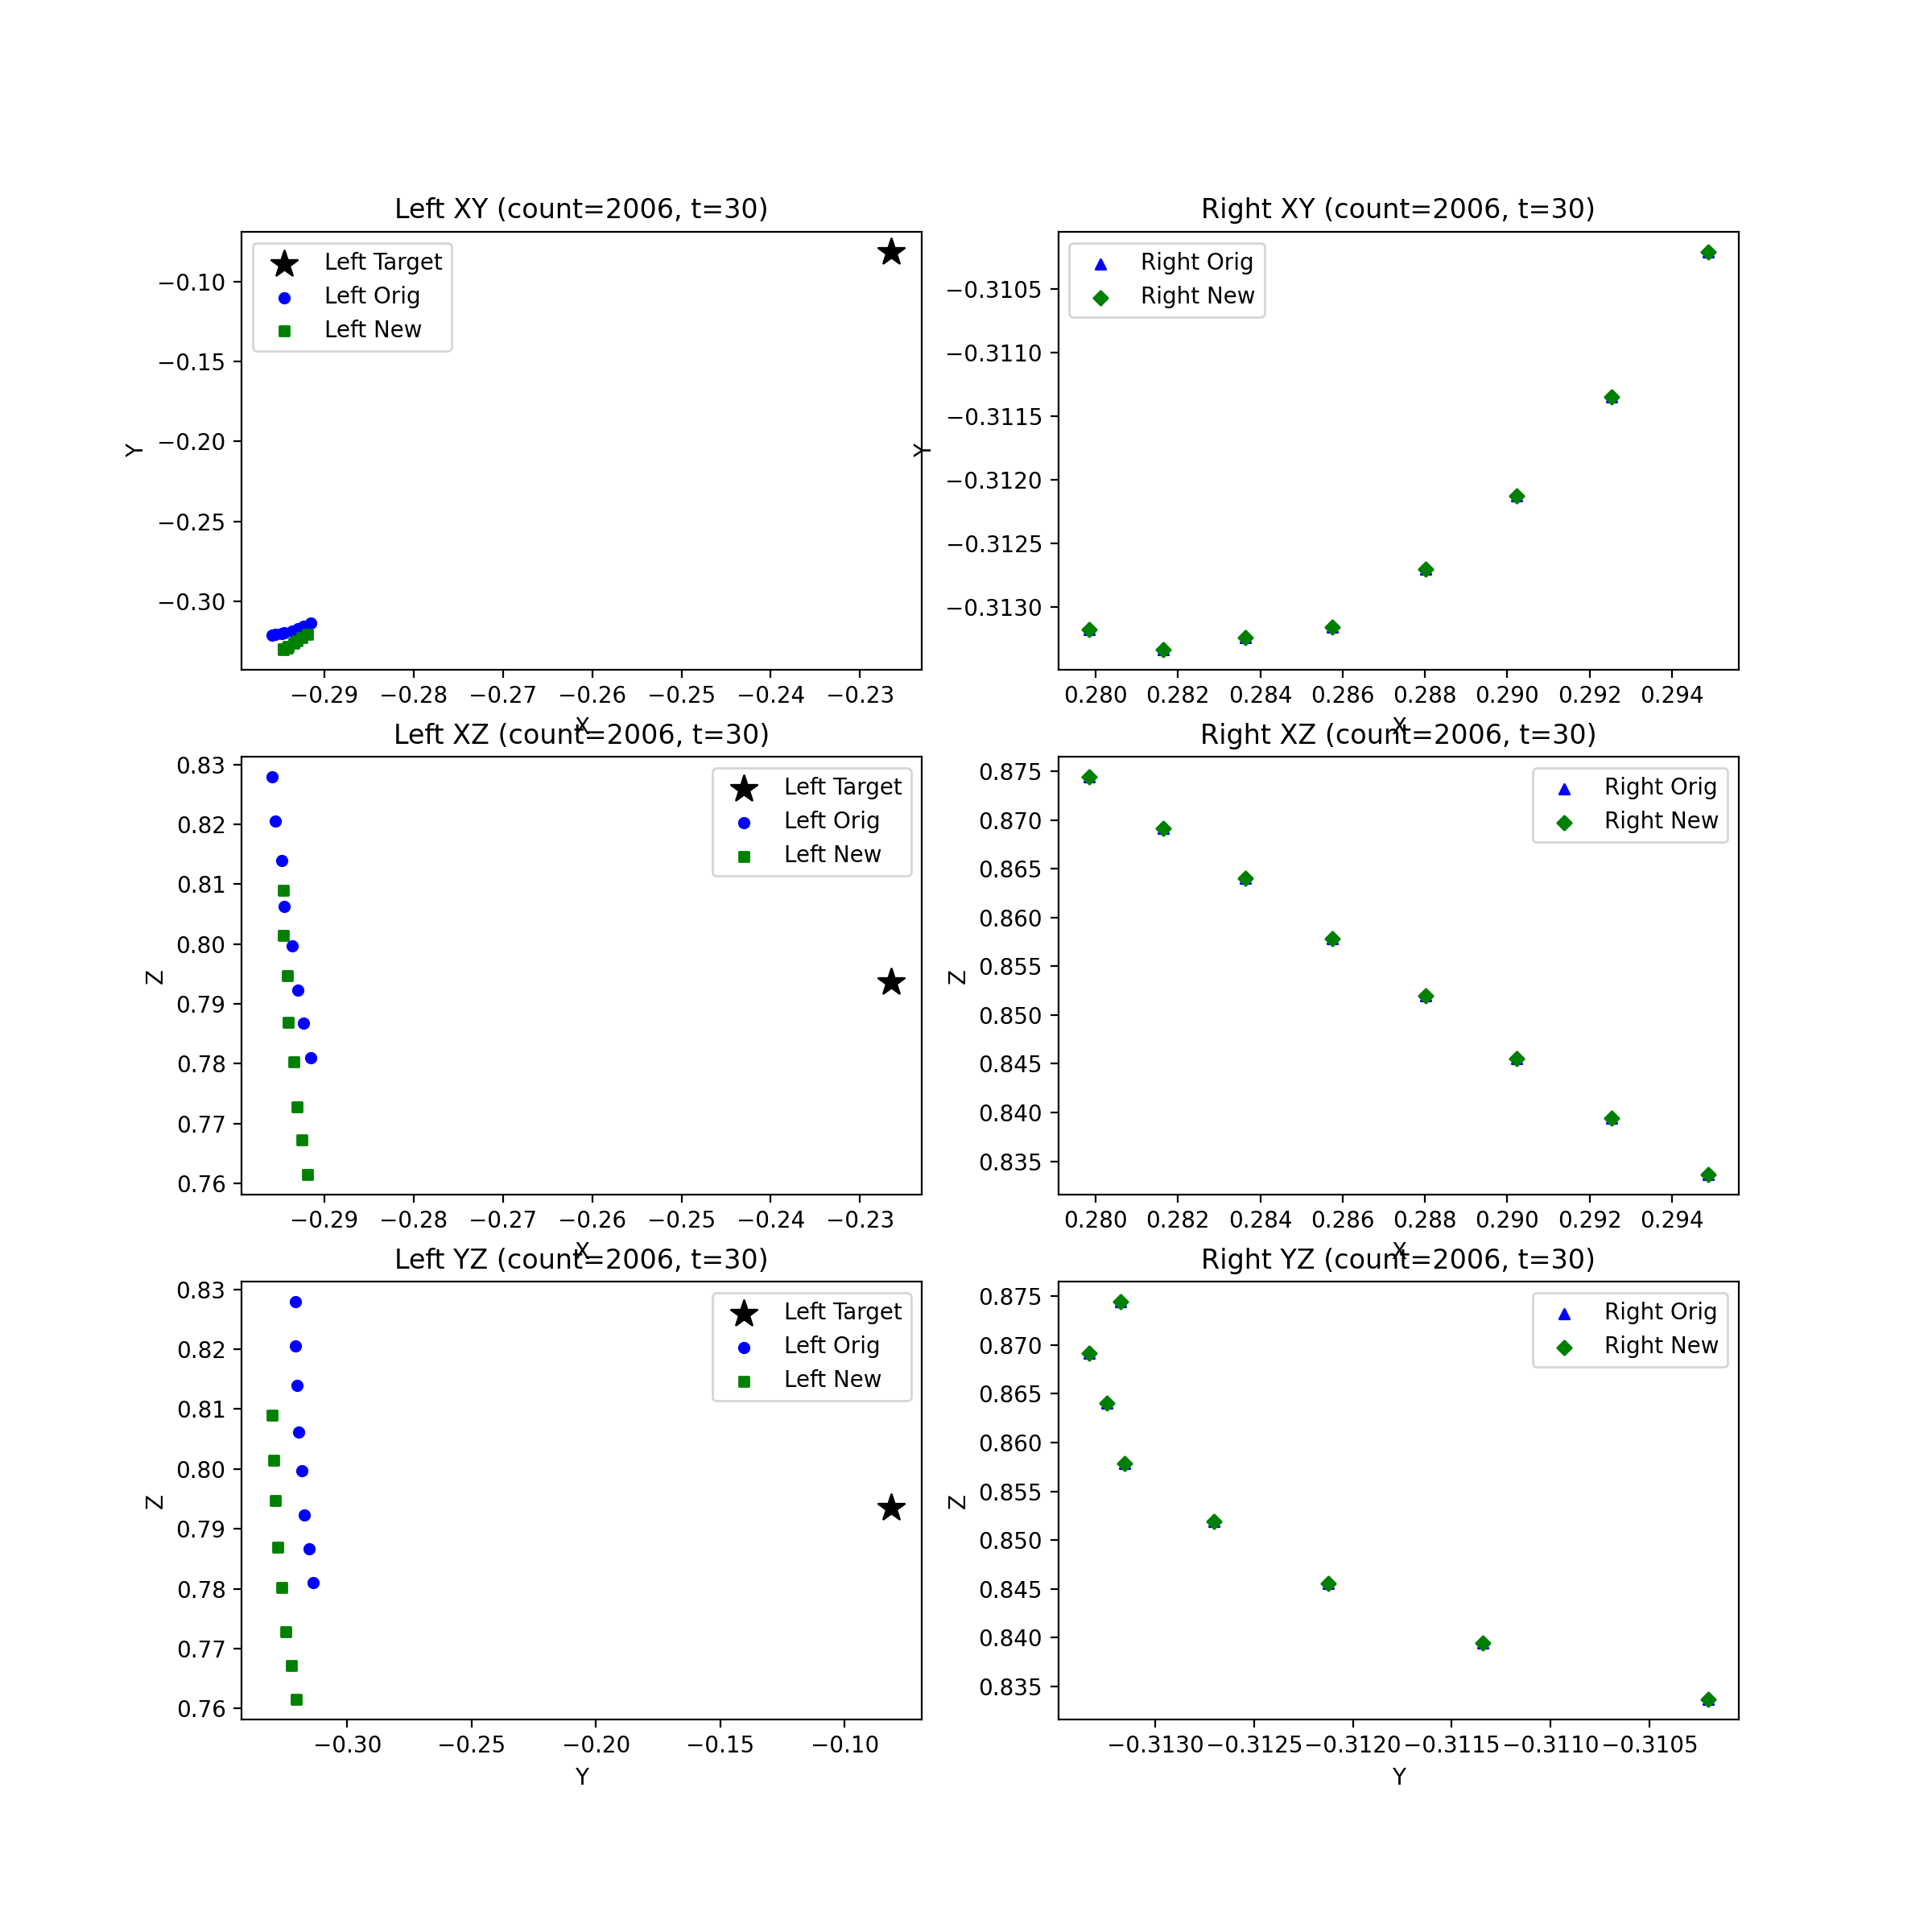 Left XY (count=2006, t=30)
Left Target
Left Orig
Left New
−0.10
−0.15
−0.20
−0.25
−0.30
Y
−0.29 −0.28 −0.27 −0.26 −0.25 −0.24 −0.23
X
Right XY (count=2006, t=30)
Right Orig
Right New
−0.3105
−0.3110
−0.3115
−0.3120
−0.3125
−0.3130
Y
0.280 0.282 0.284 0.286 0.288 0.290 0.292 0.294
X
Left XZ (count=2006, t=30)
Left Target
Left Orig
Left New
0.83
0.82
0.81
0.80
0.79
0.78
0.77
0.76
Z
−0.29 −0.28 −0.27 −0.26 −0.25 −0.24 −0.23
X
Right XZ (count=2006, t=30)
Right Orig
Right New
0.875
0.870
0.865
0.860
0.855
0.850
0.845
0.840
0.835
Z
0.280 0.282 0.284 0.286 0.288 0.290 0.292 0.294
X
Left YZ (count=2006, t=30)
Left Target
Left Orig
Left New
0.83
0.82
0.81
0.80
0.79
0.78
0.77
0.76
Z
−0.30 −0.25 −0.20 −0.15 −0.10
Y
Right YZ (count=2006, t=30)
Right Orig
Right New
0.875
0.870
0.865
0.860
0.855
0.850
0.845
0.840
0.835
Z
−0.3130 −0.3125 −0.3120 −0.3115 −0.3110 −0.3105
Y